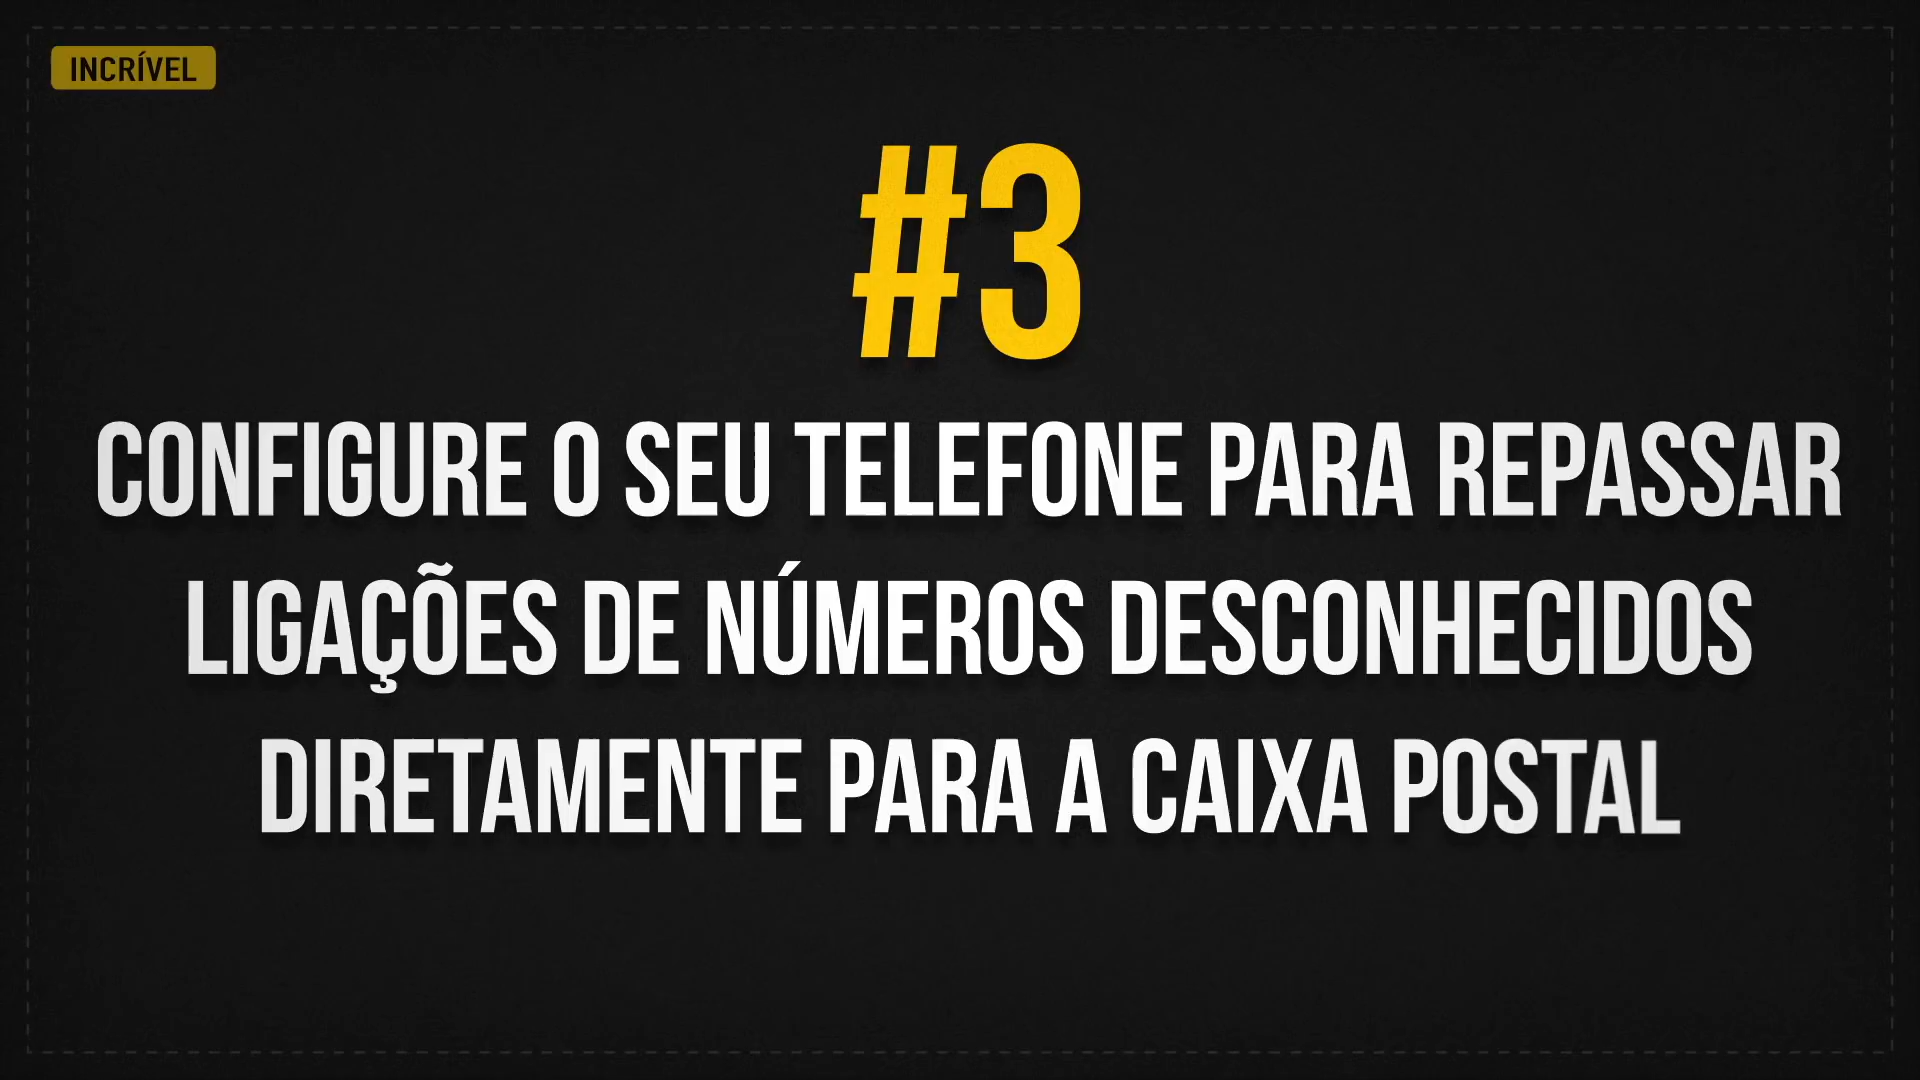 INCRÍVEL
#3
CONFIGURE O SEU TELEFONE PARA REPASSAR
LIGAÇÕES DE NÚMEROS DESCONHECIDOS
DIRETAMENTE PARA A CAIXA POSTAL